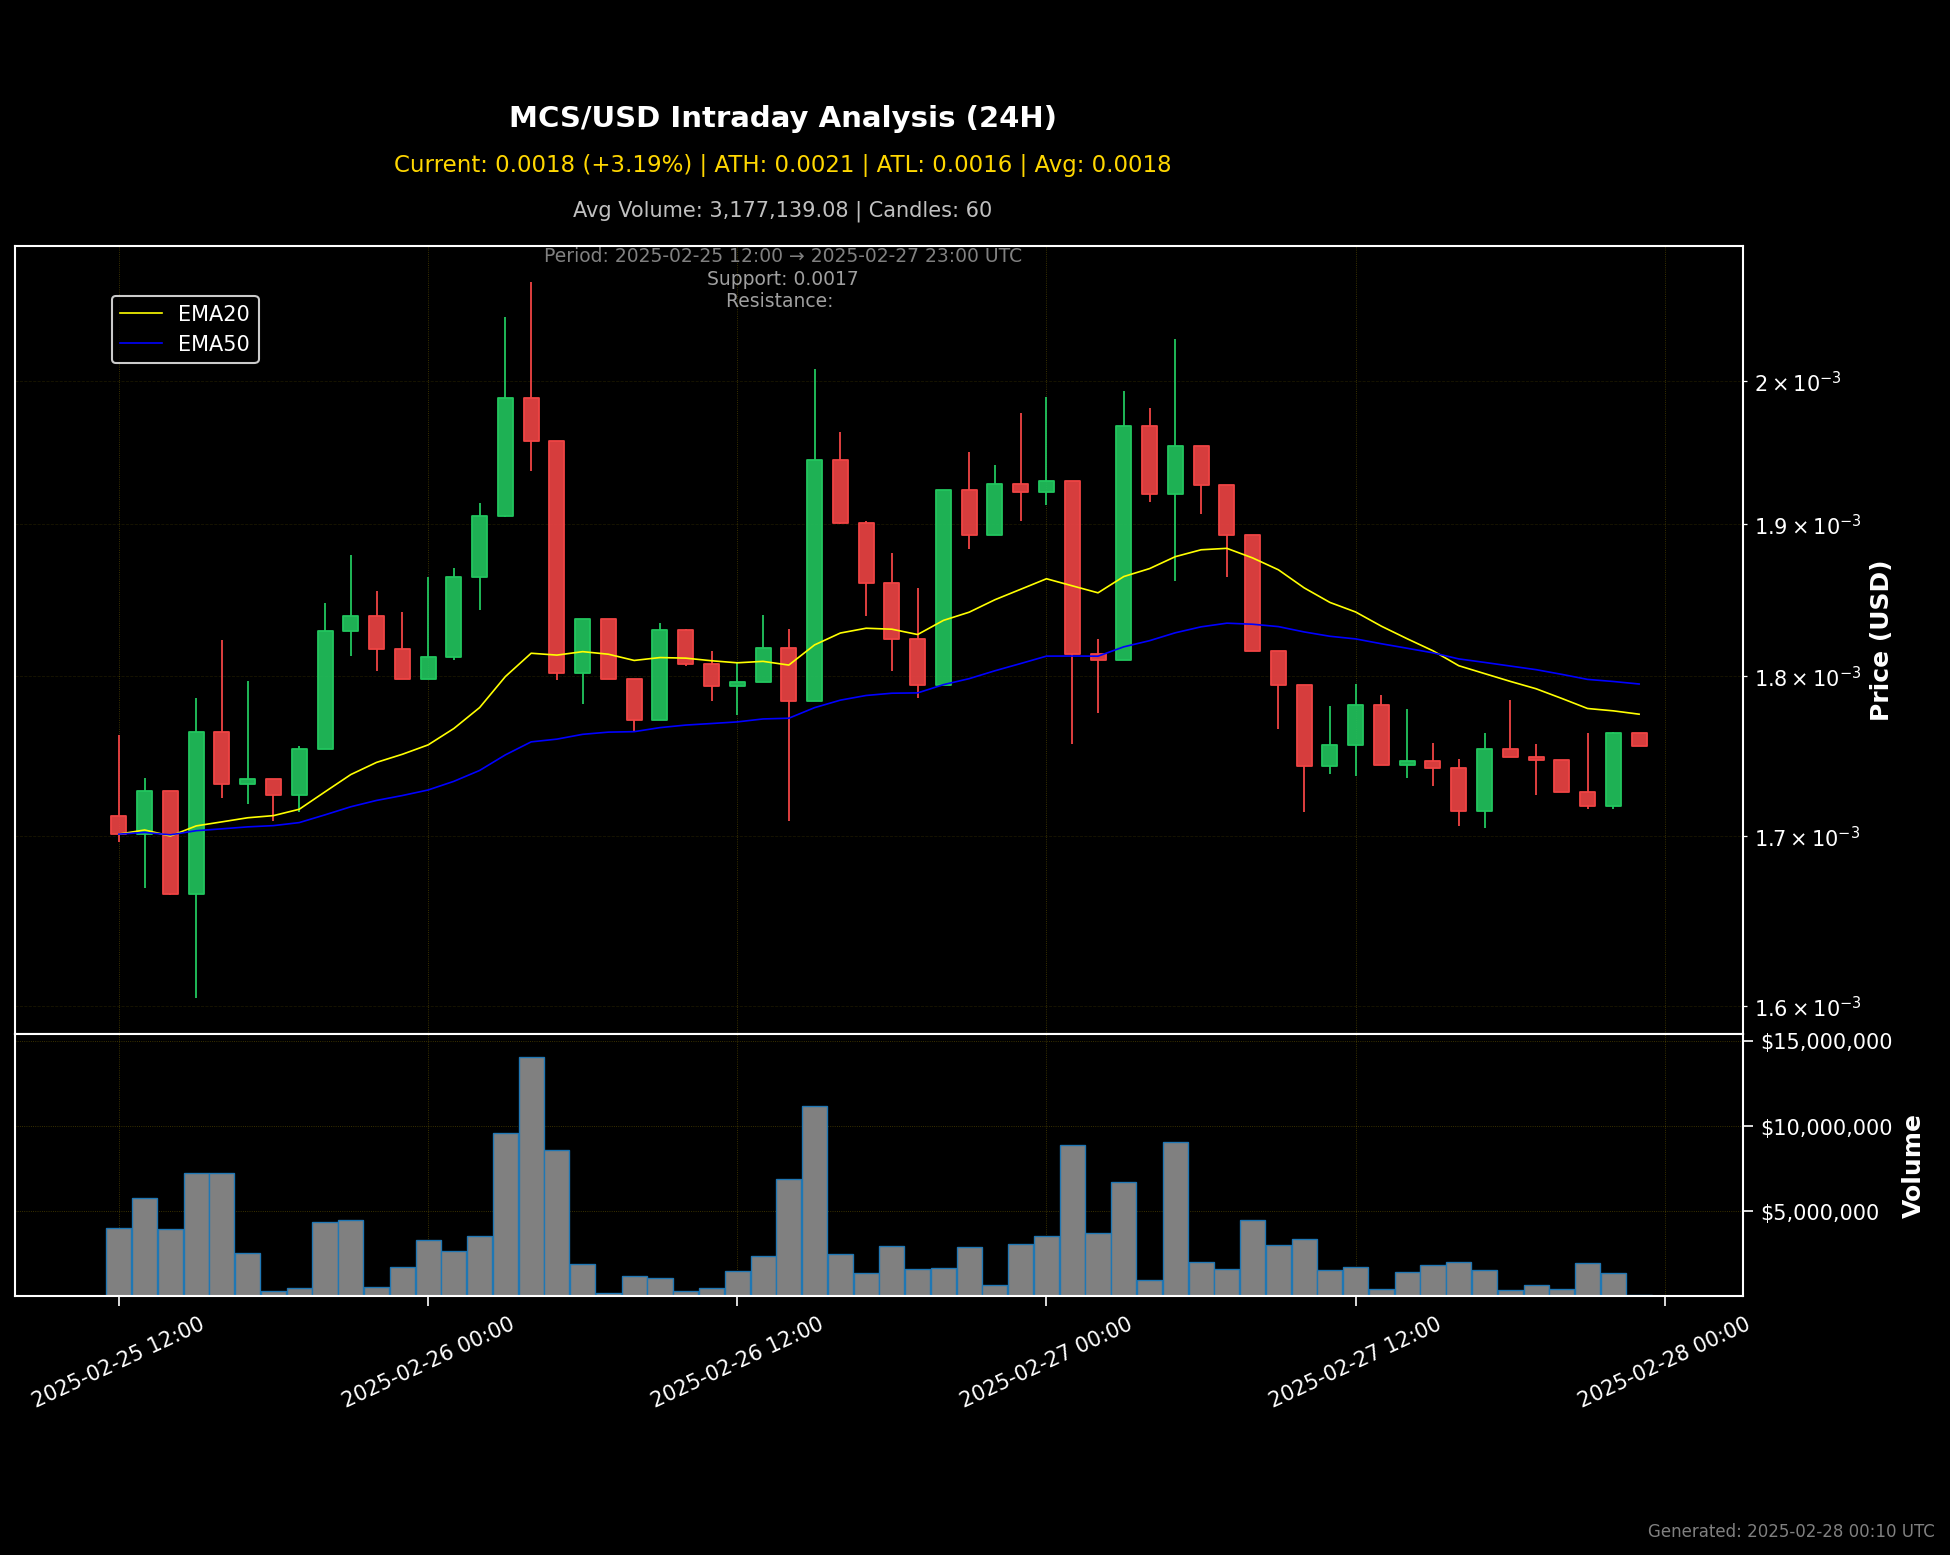 MCS/USD Intraday Analysis (24H)
Current: 0.0018 (+3.19%) | ATH: 0.0021 | ATL: 0.0016 | Avg: 0.0018
Avg Volume: 3,177,139.08 | Candles: 60
Period: 2025-02-25 12:00 → 2025-02-27 23:00 UTC
Support: 0.0017
Resistance:
EMA20
EMA50
2 × 10⁻³
1.9 × 10⁻³
1.8 × 10⁻³
1.7 × 10⁻³
1.6 × 10⁻³
Price (USD)
$15,000,000
$10,000,000
$5,000,000
Volume
2025-02-25 12:00
2025-02-26 00:00
2025-02-26 12:00
2025-02-27 00:00
2025-02-27 12:00
2025-02-28 00:00
Generated: 2025-02-28 00:10 UTC